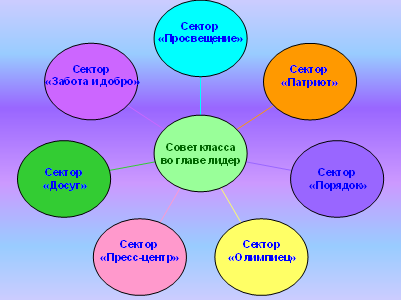 Сектор
«Просвещение»
Сектор
«Забота и добро»
Сектор
«Патриот»
Совет класса
во главе лидер
Сектор
«Досуг»
Сектор
«Порядок»
Сектор
«Пресс-центр»
Сектор
«Олимпиец»